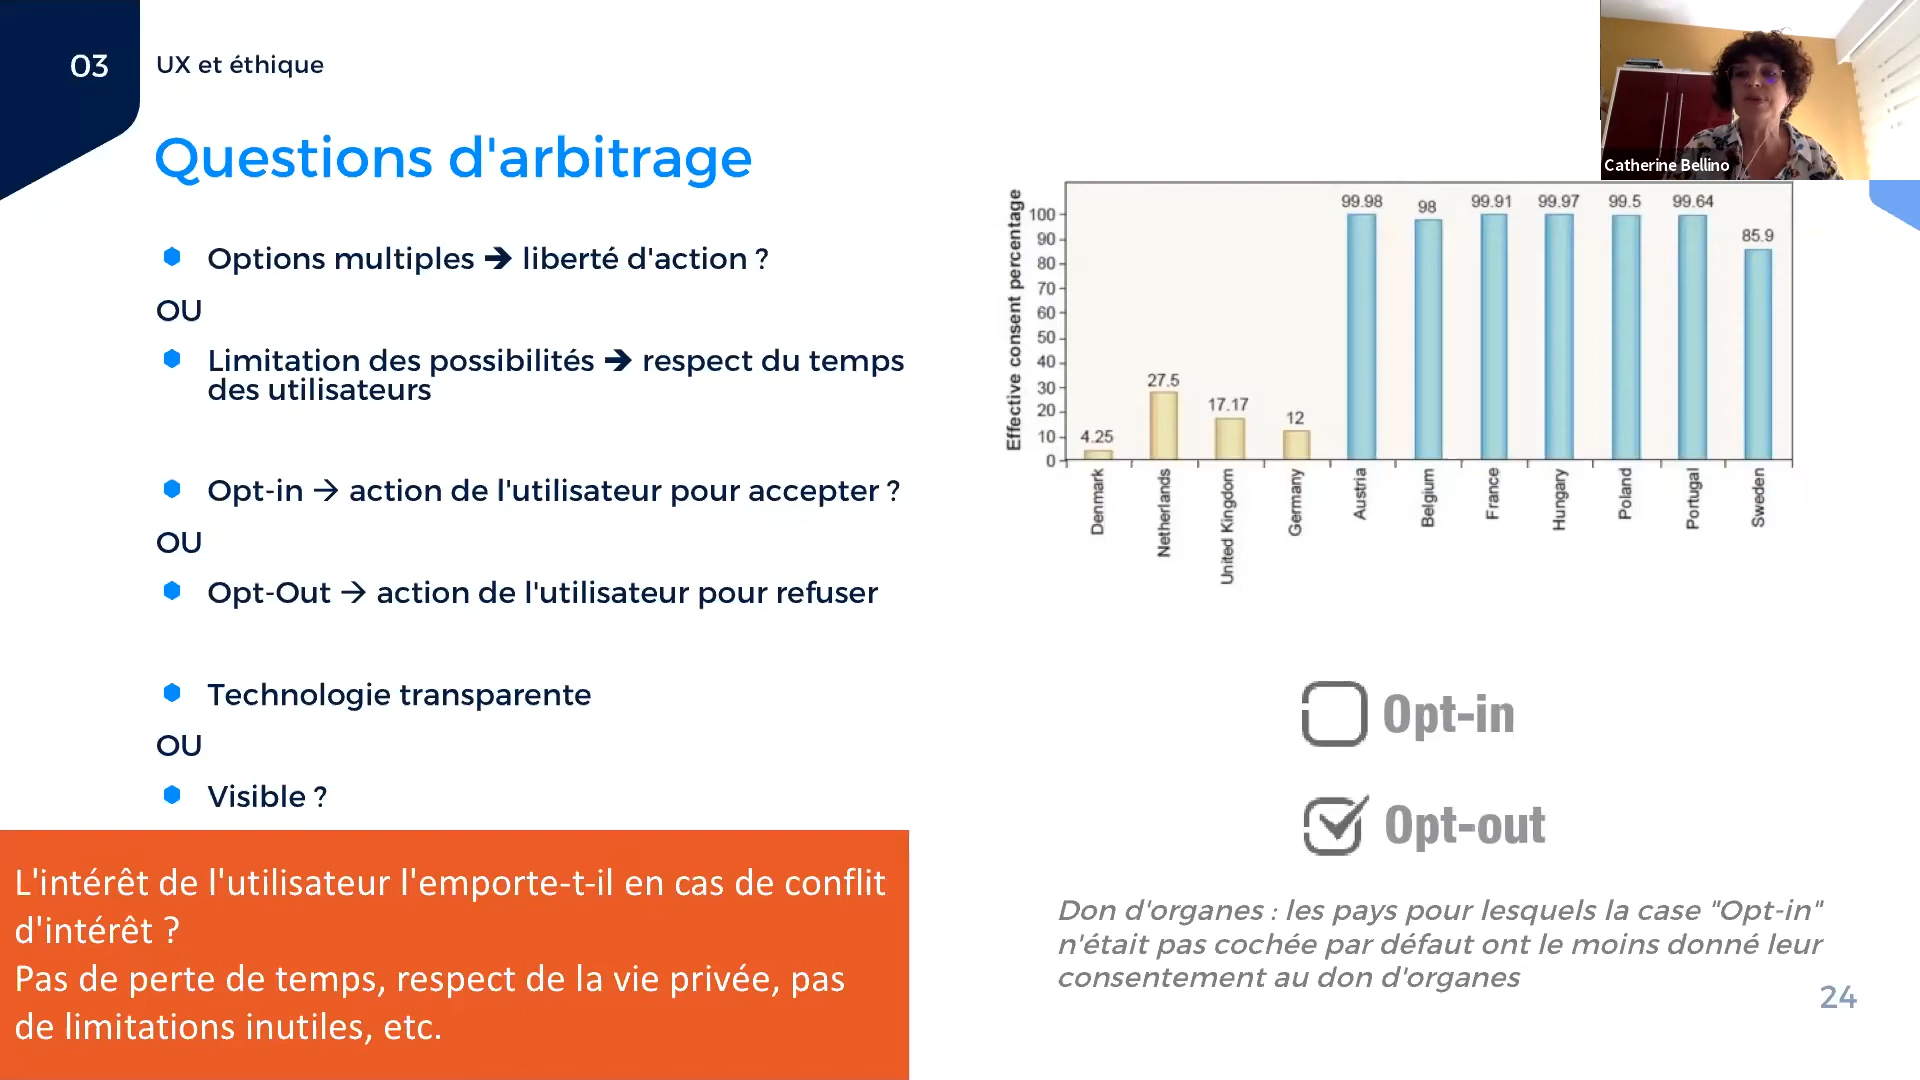 03
UX et éthique
Questions d'arbitrage
Options multiples ➔ liberté d'action ?
OU
Limitation des possibilités ➔ respect du temps
des utilisateurs
Opt-in → action de l'utilisateur pour accepter ?
OU
Opt-Out → action de l'utilisateur pour refuser
Technologie transparente
OU
Visible ?
L'intérêt de l'utilisateur l'emporte-t-il en cas de conflit
d'intérêt ?
Pas de perte de temps, respect de la vie privée, pas
de limitations inutiles, etc.
Catherine Bellino
Effective consent percentage
100
90
80
70
60
50
40
30
20
10
0
4.25
27.5
17.17
12
99.98
98
99.91
99.97
99.5
99.64
85.9
Denmark
Netherlands
United Kingdom
Germany
Austria
Belgium
France
Hungary
Poland
Portugal
Sweden
Opt-in
Opt-out
Don d'organes : les pays pour lesquels la case "Opt-in"
n'était pas cochée par défaut ont le moins donné leur
consentement au don d'organes
24